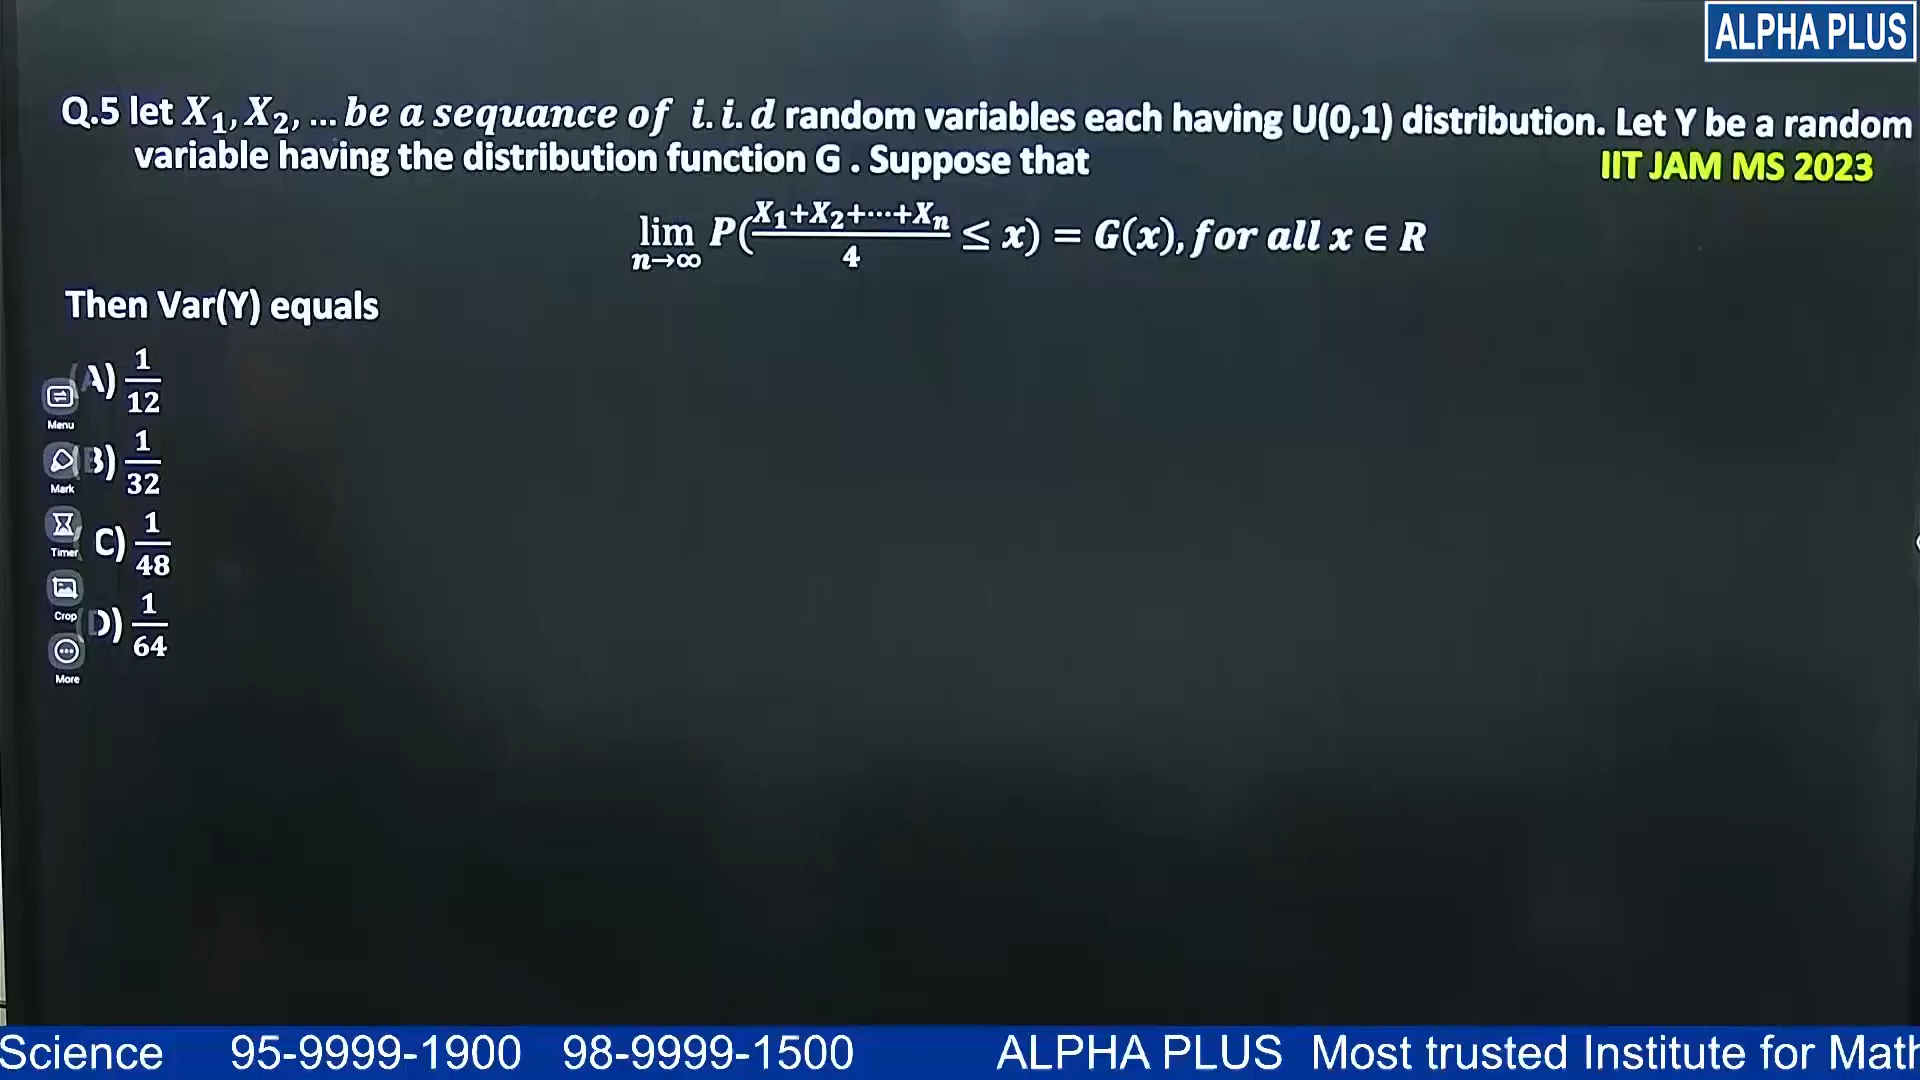 ALPHA PLUS
Q.5 let X₁, X₂, ... be a sequance of i. i. d random variables each having U(0,1) distribution. Let Y be a random
variable having the distribution function G . Suppose that
IIT JAM MS 2023
lim n→∞ P((X₁+X₂+⋯+Xₙ)/4 ≤ x) = G(x), for all x ∈ R
Then Var(Y) equals
(A) 1/12
Menu
(B) 1/32
Mark
(C) 1/48
Timer
(D) 1/64
Crop
More
Science 95-9999-1900 98-9999-1500 ALPHA PLUS Most trusted Institute for Math